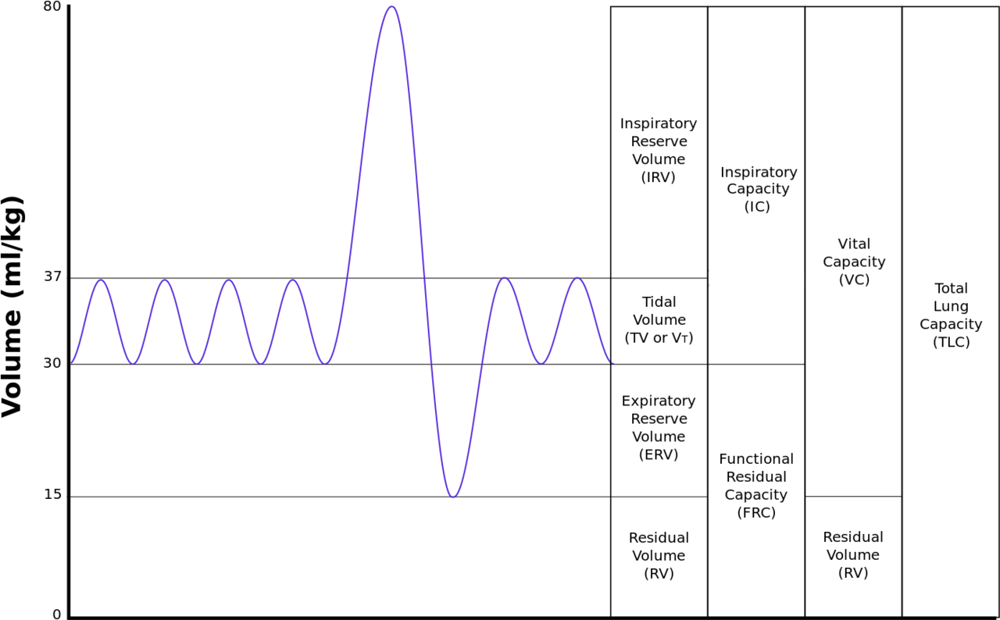 Volume (ml/kg)
80
37
30
15
0
Inspiratory
Reserve
Volume
(IRV)
Tidal
Volume
(TV or VT)
Expiratory
Reserve
Volume
(ERV)
Residual
Volume
(RV)
Inspiratory
Capacity
(IC)
Functional
Residual
Capacity
(FRC)
Vital
Capacity
(VC)
Residual
Volume
(RV)
Total
Lung
Capacity
(TLC)